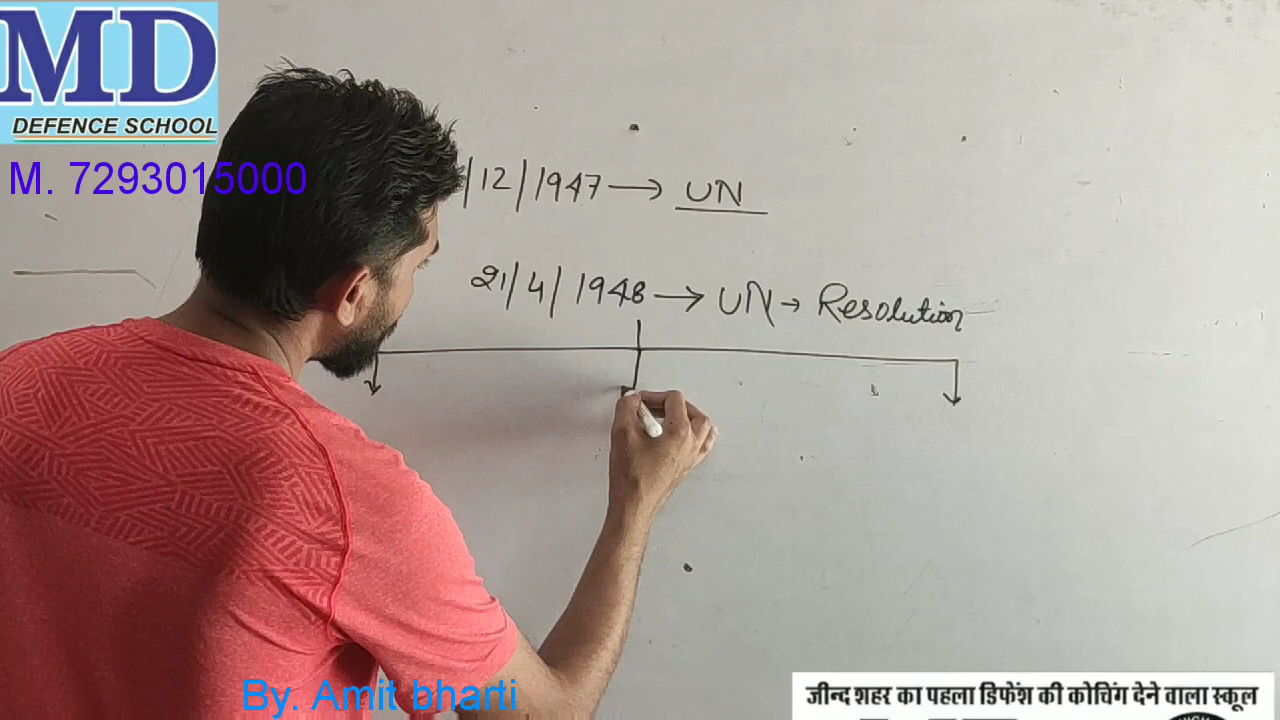 MD
DEFENCE SCHOOL
M. 7293015000
/12/1947 → UN
21/4/1948 → UN → Resolution
By. Amit bharti
जीन्द शहर का पहला डिफेंश की कोचिंग देने वाला स्कूल